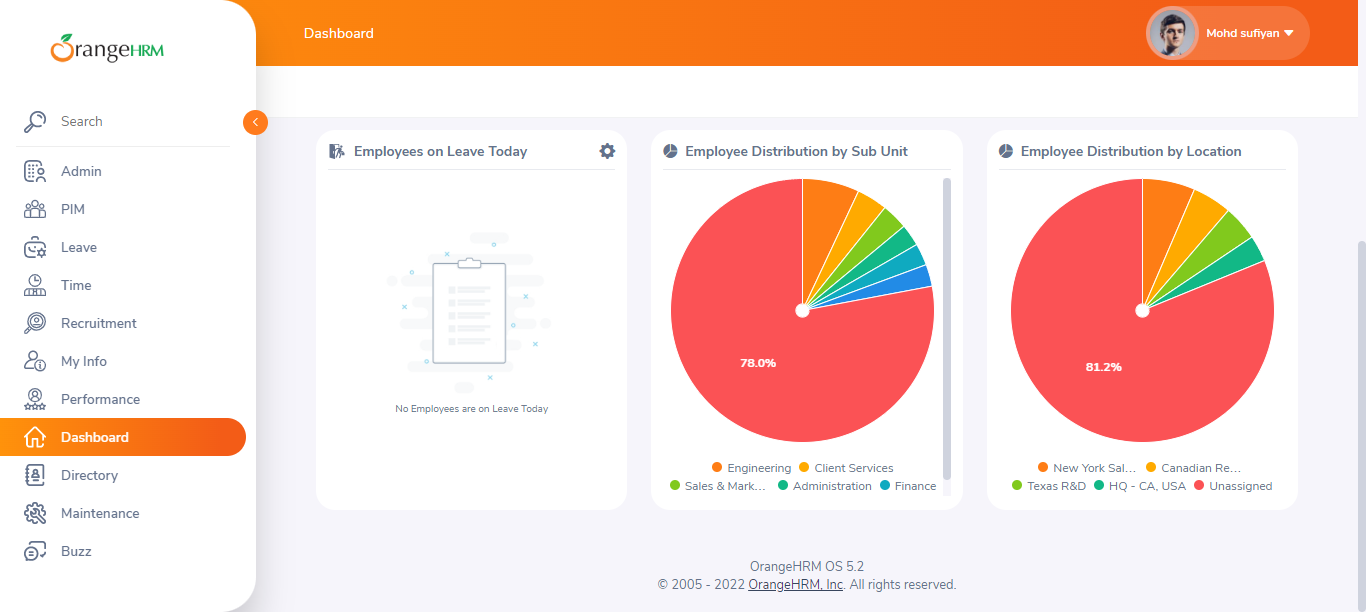 OrangeHRM
Dashboard
Mohd sufiyan
Search
Admin
PIM
Leave
Time
Recruitment
My Info
Performance
Dashboard
Directory
Maintenance
Buzz
Employees on Leave Today
No Employees are on Leave Today
Employee Distribution by Sub Unit
78.0%
Engineering Client Services
Sales & Mark... Administration Finance
Employee Distribution by Location
81.2%
New York Sal... Canadian Re...
Texas R&D HQ - CA, USA Unassigned
OrangeHRM OS 5.2
© 2005 - 2022 OrangeHRM, Inc. All rights reserved.